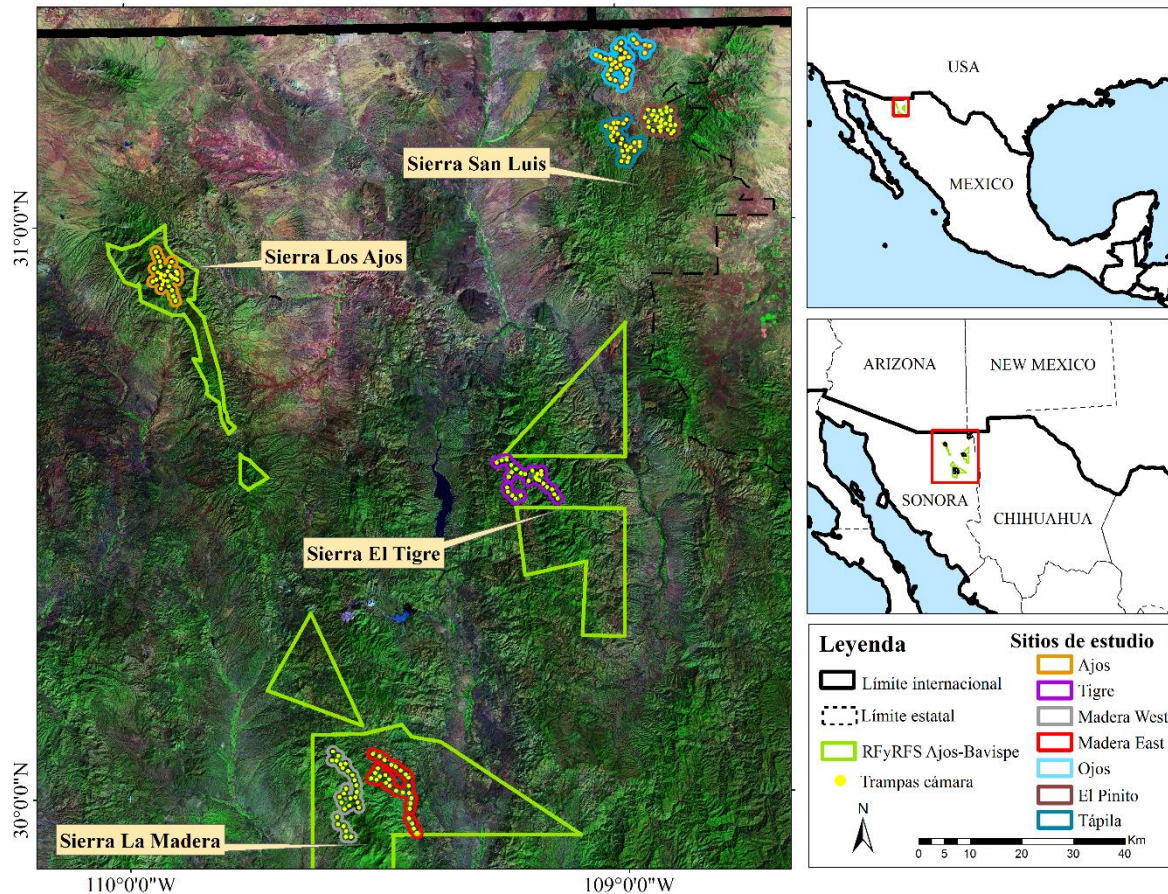 Sierra San Luis
Sierra Los Ajos
Sierra El Tigre
Sierra La Madera
31°0'0"N
30°0'0"N
110°0'0"W
109°0'0"W
USA
MEXICO
ARIZONA
NEW MEXICO
SONORA
CHIHUAHUA
Leyenda
Límite internacional
Límite estatal
RFyRFS Ajos-Bavispe
Trampas cámara
Sitios de estudio
Ajos
Tigre
Madera West
Madera East
Ojos
El Pinito
Tápila
N
Km
0 5 10 20 30 40